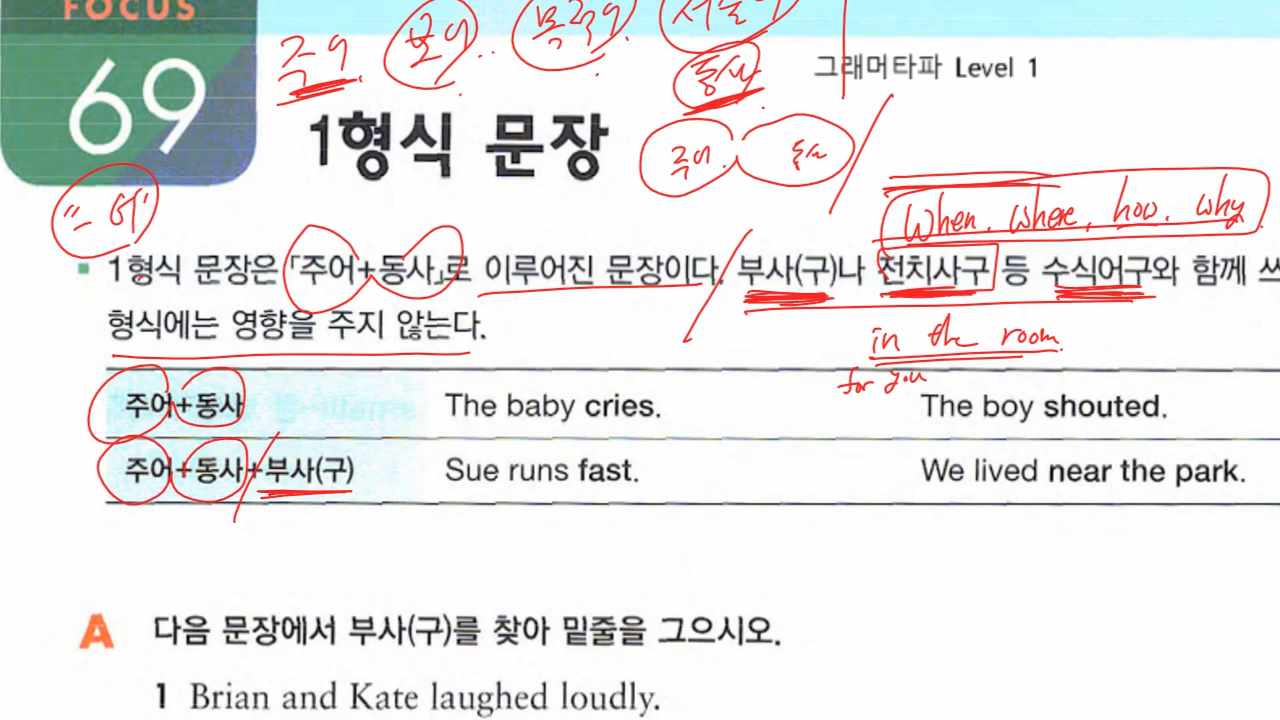 FOCUS
주어 보어 목적어 서술어
동사
69
그래머타파 Level 1
1형식 문장
주어 동사
When, where, how, why
1형식 문장은 「주어+동사」로 이루어진 문장이다. 부사(구)나 전치사구 등 수식어구와 함께 쓰
형식에는 영향을 주지 않는다.
in the room
for you
주어+동사 The baby cries. The boy shouted.
주어+동사+부사(구) Sue runs fast. We lived near the park.
A 다음 문장에서 부사(구)를 찾아 밑줄을 그으시오.
1 Brian and Kate laughed loudly.